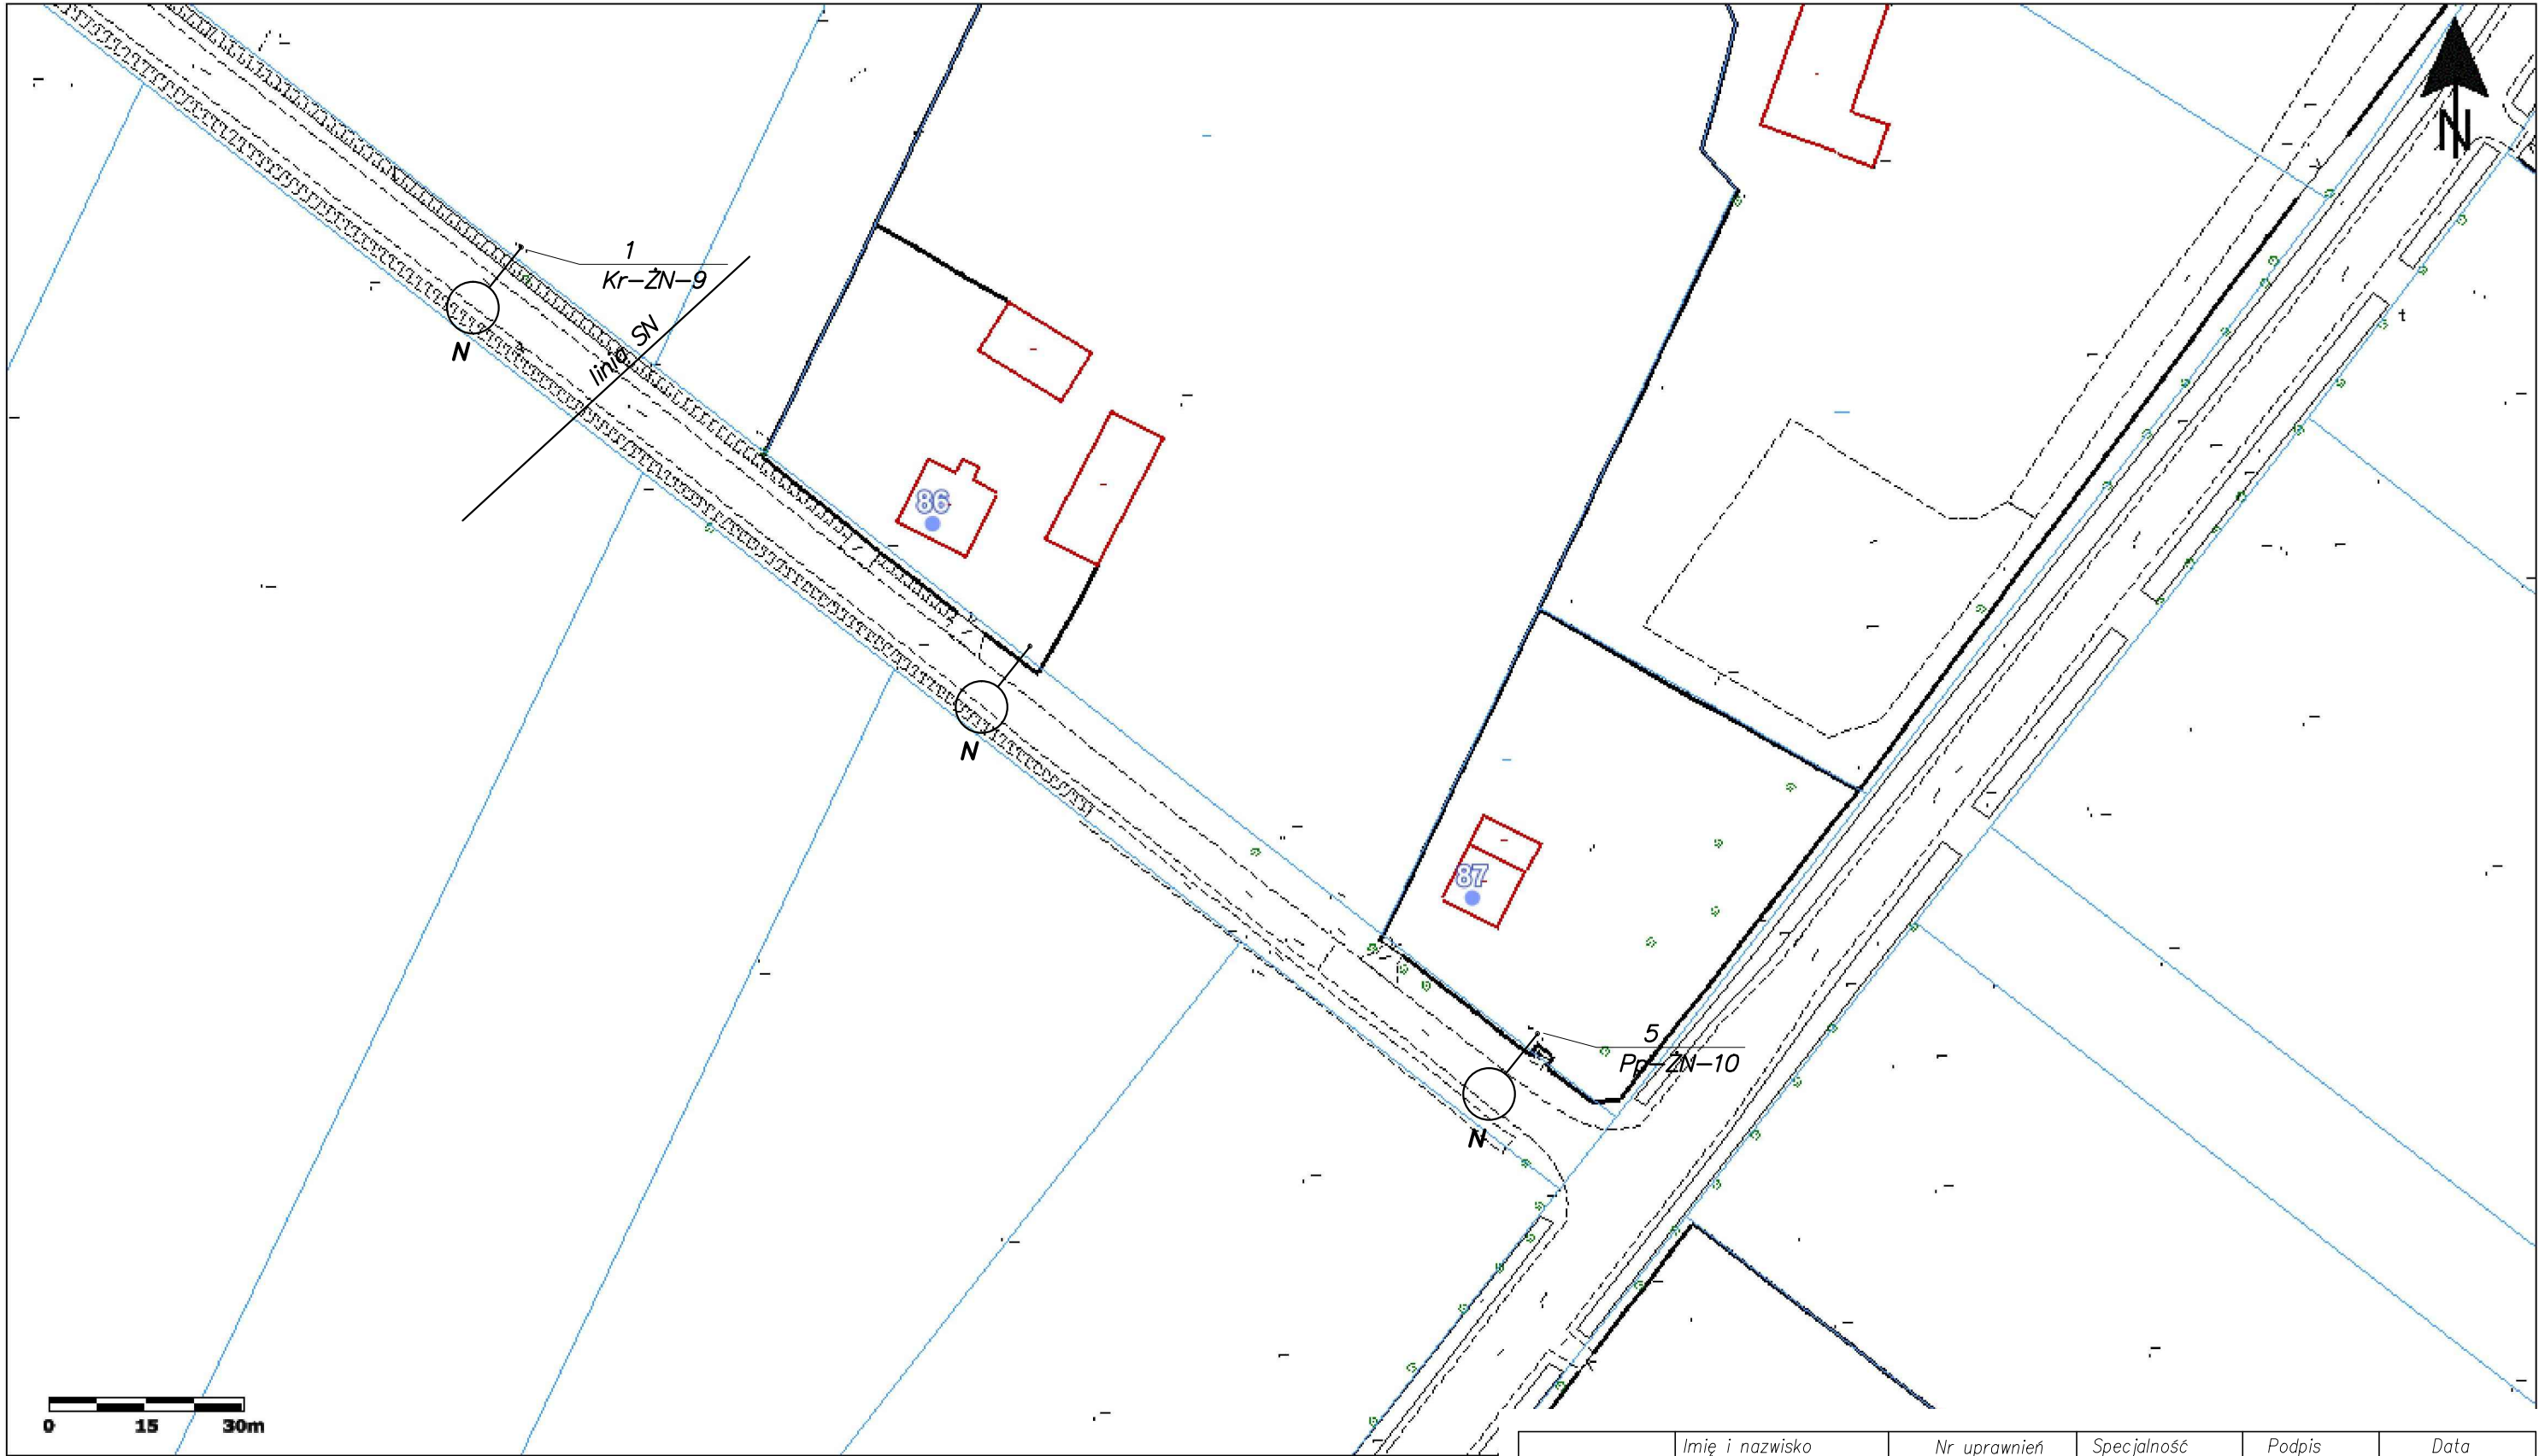 N
1
Kr-ŻN-9
N
linia SN
t
86
N
87
5
Pp-ŻN-10
N
0 15 30m
Imię i nazwisko Nr uprawnień Specjalność Podpis Data